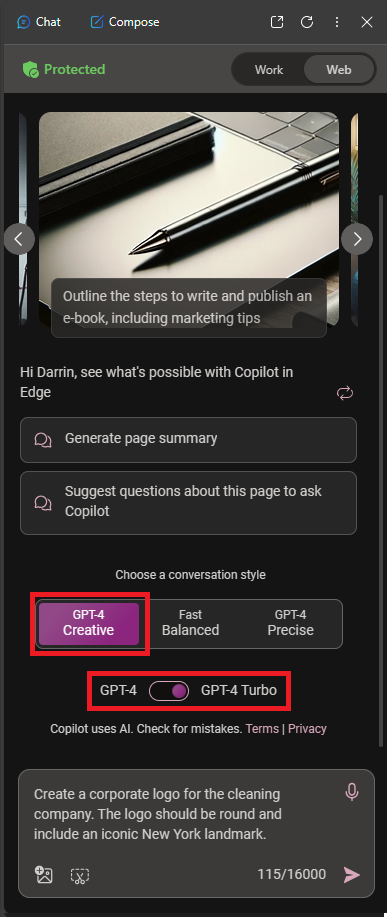 Chat Compose
Protected Work Web
Outline the steps to write and publish an
e-book, including marketing tips
Hi Darrin, see what's possible with Copilot in
Edge
Generate page summary
Suggest questions about this page to ask
Copilot
Choose a conversation style
GPT-4 Fast GPT-4
Creative Balanced Precise
GPT-4 GPT-4 Turbo
Copilot uses AI. Check for mistakes. Terms | Privacy
Create a corporate logo for the cleaning
company. The logo should be round and
include an iconic New York landmark.
115/16000